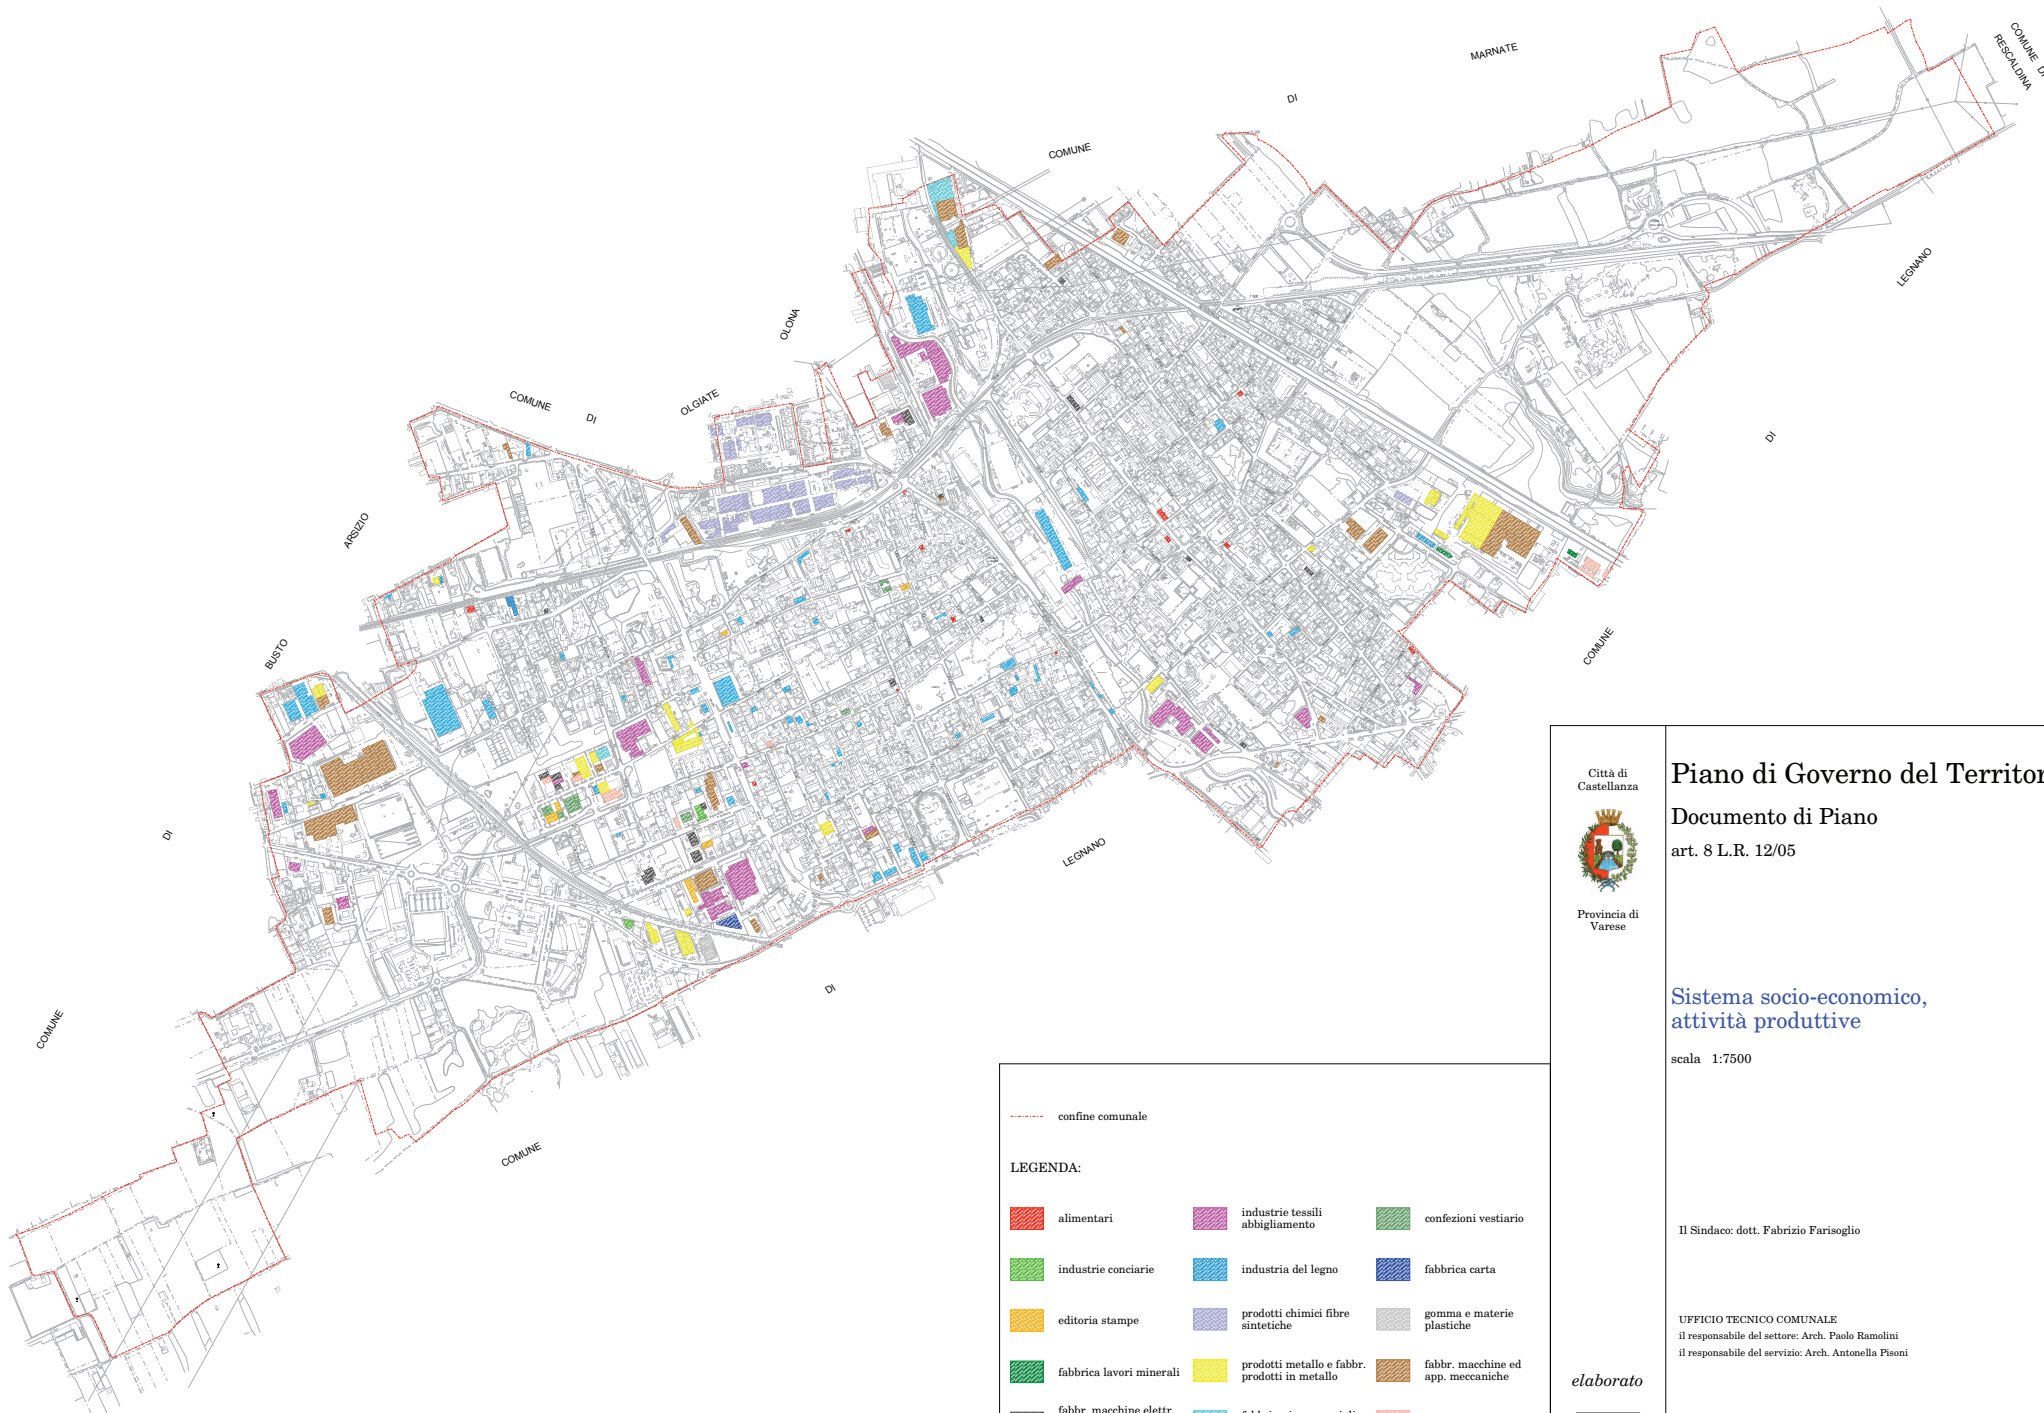 MARNATE
DI
COMUNE
COMUNE DI
RESCALDINA
LEGNANO
DI
COMUNE
OLONA
OLGIATE
DI
COMUNE
ARSIZIO
BUSTO
DI
COMUNE
LEGNANO
DI
COMUNE
Città di
Castellanza
Provincia di
Varese
elaborato
Documento di Piano
art. 8 L.R. 12/05
Piano di Governo del
Sistema socio-economico,
attività produttive
scala 1:7500
Il Sindaco: dott. Fabrizio Farisoglio
UFFICIO TECNICO COMUNALE
il responsabile del settore: Arch. Paolo Ramolini
il responsabile del servizio: Arch. Antonella Pisoni
confine comunale
LEGENDA:
alimentari
industrie tessili
abbigliamento
confezioni vestiario
industrie conciarie
industria del legno
fabbrica carta
editoria stampe
prodotti chimici fibre
sintetiche
gomma e materie
plastiche
fabbrica lavori minerali
prodotti metallo e fabbr.
prodotti in metallo
fabbr. macchine ed
app. meccaniche
fabbr. macchine elettr.